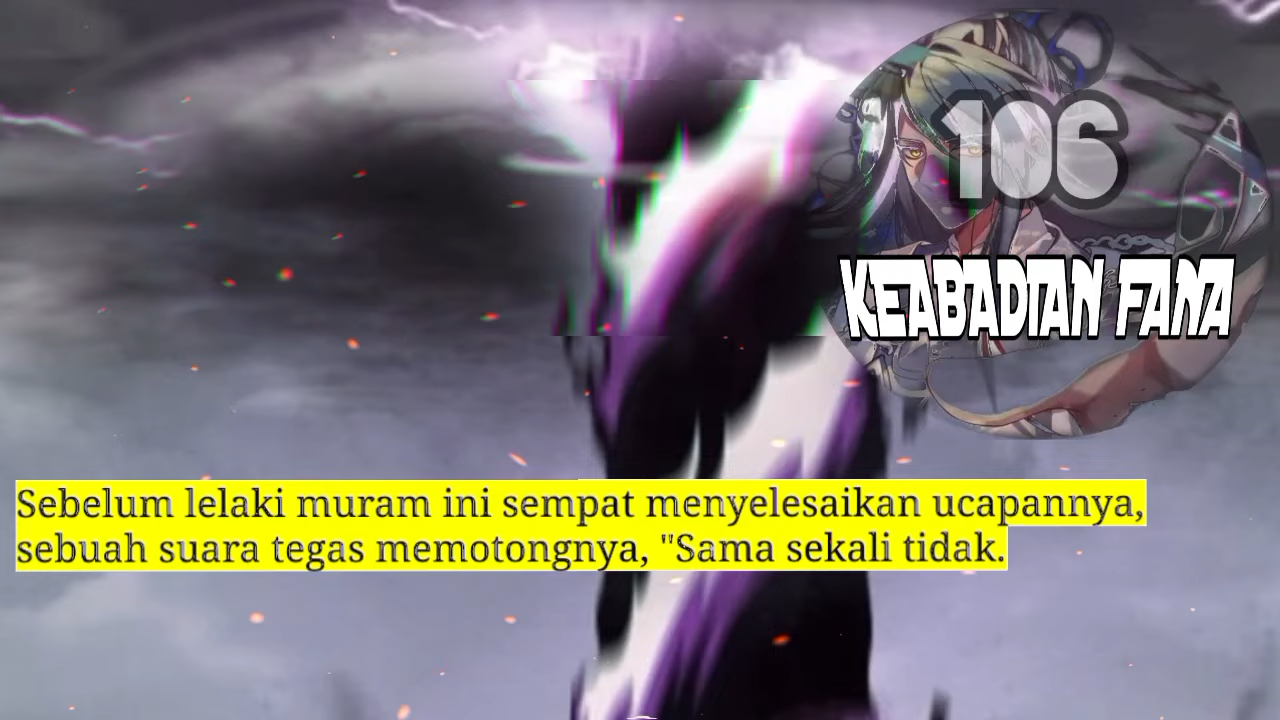 106
KEABADIAN FANA
Sebelum lelaki muram ini sempat menyelesaikan ucapannya,
sebuah suara tegas memotongnya, "Sama sekali tidak.